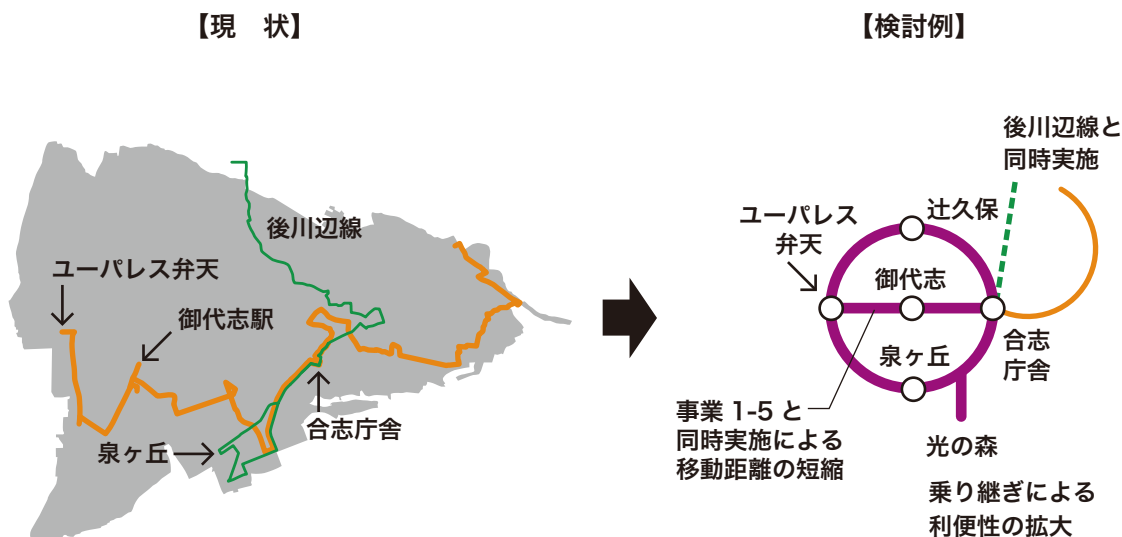 【現　状】
後川辺線
ユーパレス弁天
御代志駅
合志庁舎
泉ヶ丘
【検討例】
後川辺線と
同時実施
辻久保
ユーパレス
弁天
御代志
合志
庁舎
泉ヶ丘
事業 1-5 と
同時実施による
移動距離の短縮
光の森
乗り継ぎによる
利便性の拡大